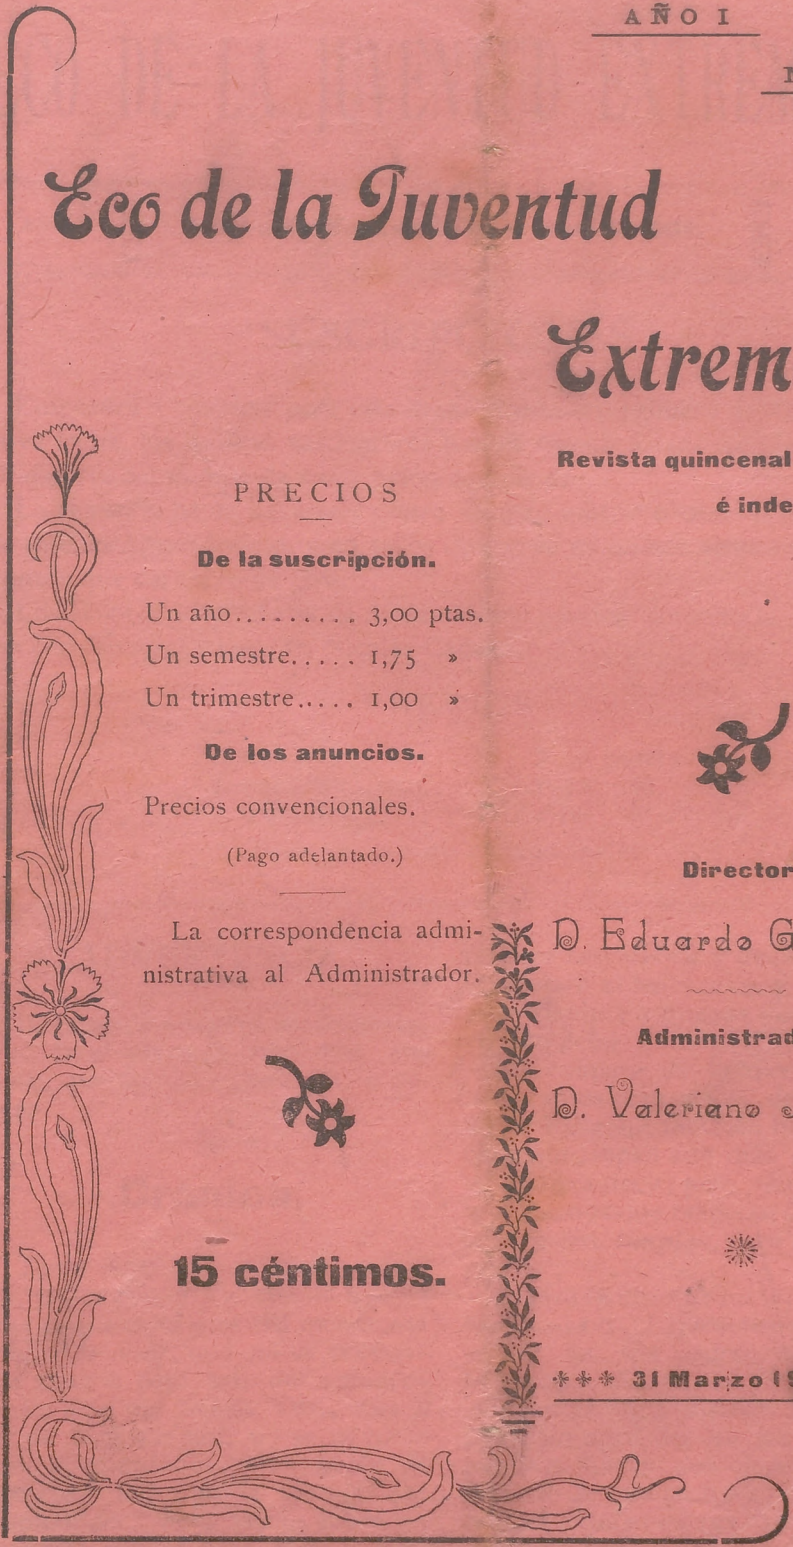 AÑO I
Eco de la Juventud
Extrem
Revista quincenal
é inde
PRECIOS
De la suscripción.
Un año......... 3,00 ptas.
Un semestre..... 1,75 »
Un trimestre..... 1,00 »
De los anuncios.
Precios convencionales.
(Pago adelantado.)
La correspondencia admi-
nistrativa al Administrador.
15 céntimos.
Director
D. Eduardo G
Administrad
D. Valeriano
31 Marzo 19